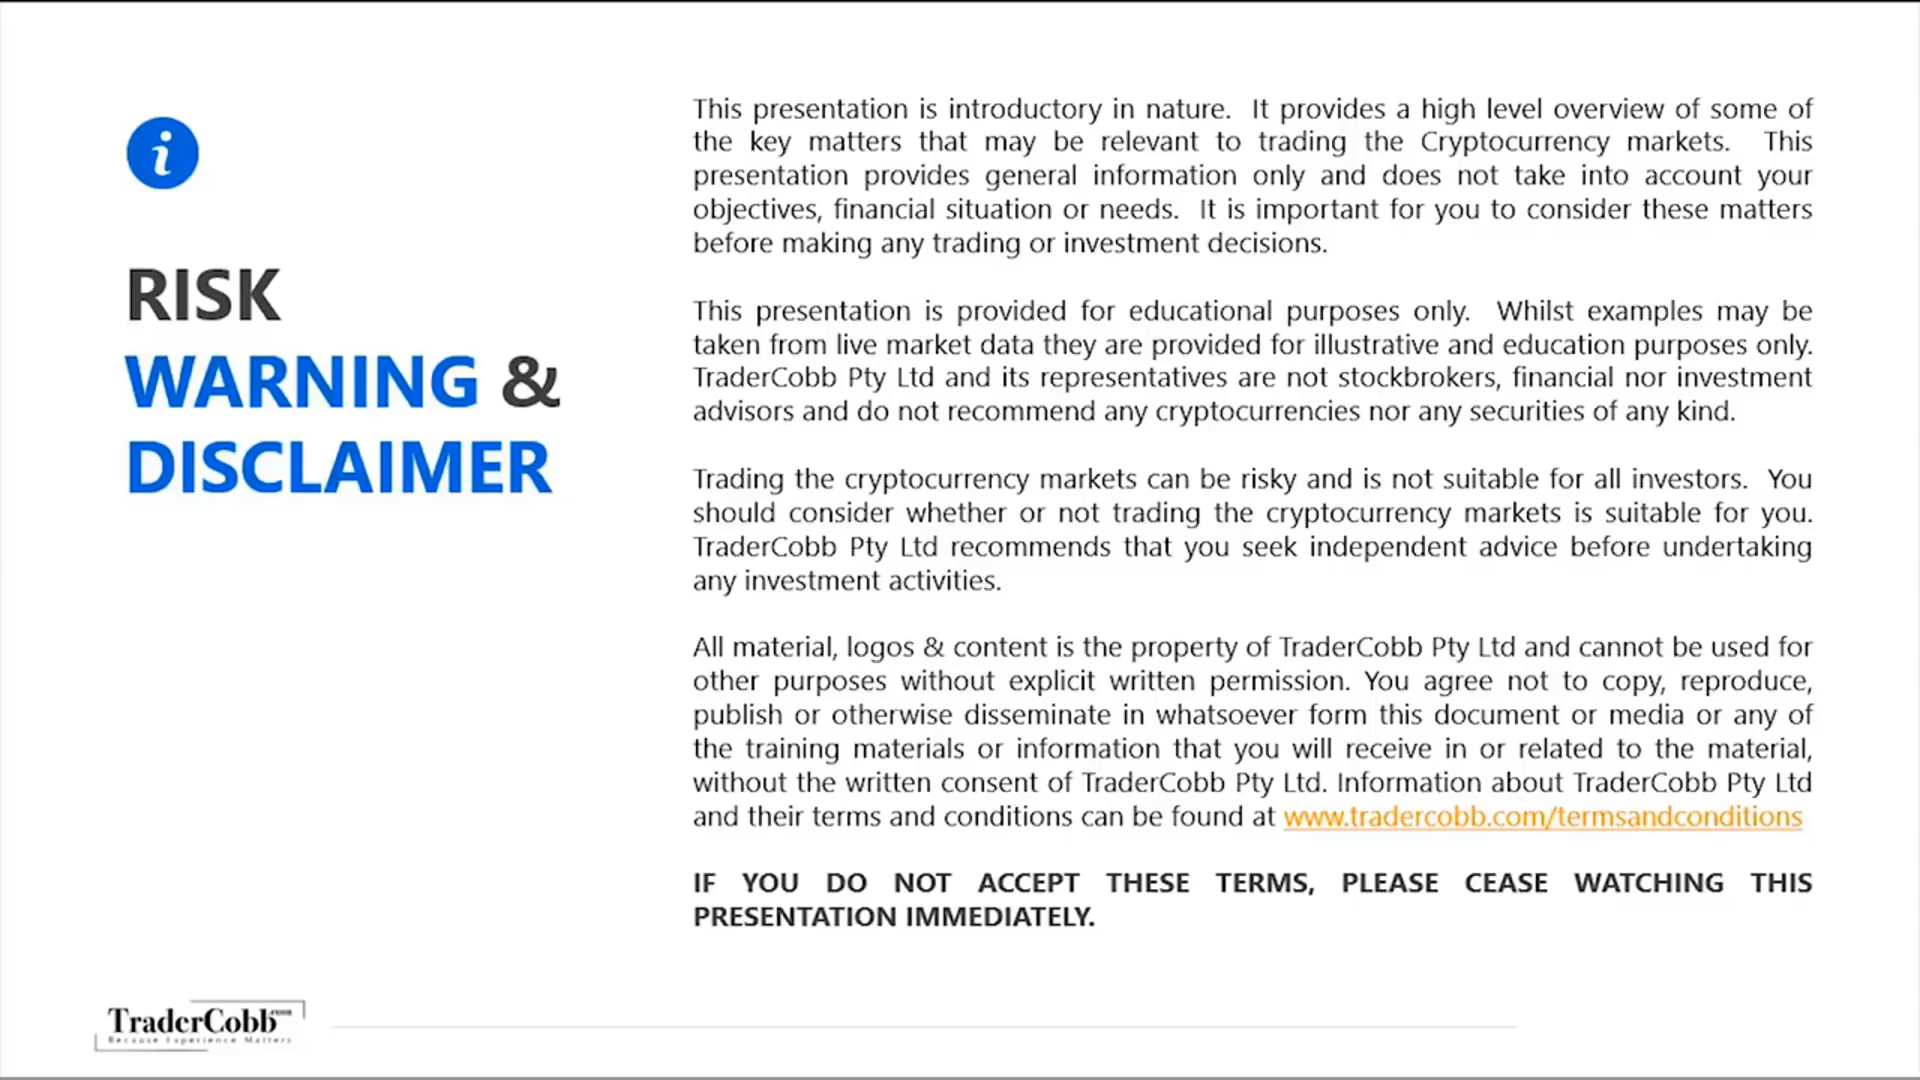 i
RISK
WARNING &
DISCLAIMER
This presentation is introductory in nature. It provides a high level overview of some of
the key matters that may be relevant to trading the Cryptocurrency markets. This
presentation provides general information only and does not take into account your
objectives, financial situation or needs. It is important for you to consider these matters
before making any trading or investment decisions.
This presentation is provided for educational purposes only. Whilst examples may be
taken from live market data they are provided for illustrative and education purposes only.
TraderCobb Pty Ltd and its representatives are not stockbrokers, financial nor investment
advisors and do not recommend any cryptocurrencies nor any securities of any kind.
Trading the cryptocurrency markets can be risky and is not suitable for all investors. You
should consider whether or not trading the cryptocurrency markets is suitable for you.
TraderCobb Pty Ltd recommends that you seek independent advice before undertaking
any investment activities.
All material, logos & content is the property of TraderCobb Pty Ltd and cannot be used for
other purposes without explicit written permission. You agree not to copy, reproduce,
publish or otherwise disseminate in whatsoever form this document or media or any of
the training materials or information that you will receive in or related to the material,
without the written consent of TraderCobb Pty Ltd. Information about TraderCobb Pty Ltd
and their terms and conditions can be found at www.tradercobb.com/termsandconditions
IF YOU DO NOT ACCEPT THESE TERMS, PLEASE CEASE WATCHING THIS
PRESENTATION IMMEDIATELY.
TraderCobb.com
Because Experience Matters